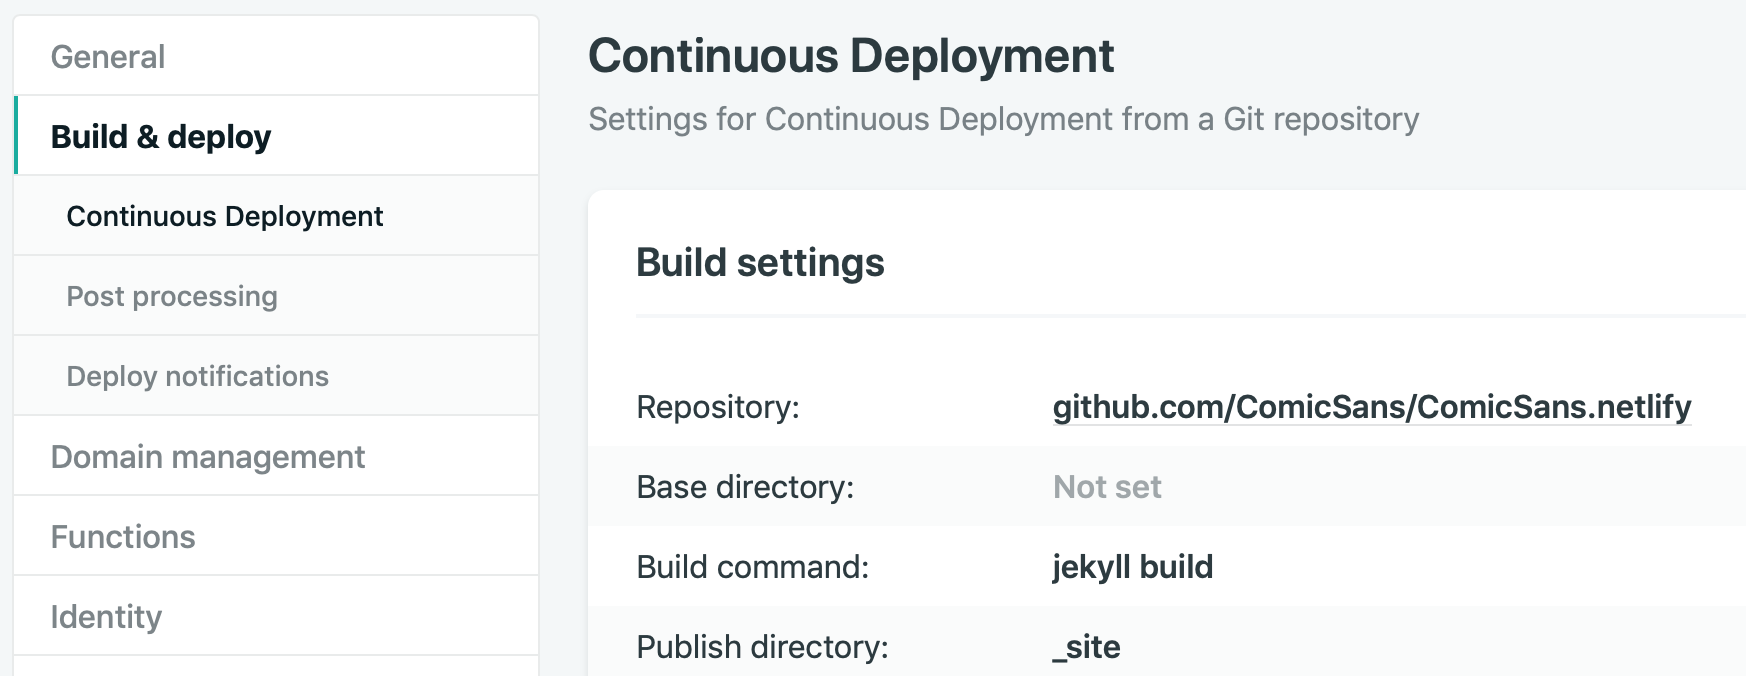 General
Build & deploy
Continuous Deployment
Post processing
Deploy notifications
Domain management
Functions
Identity
Continuous Deployment
Settings for Continuous Deployment from a Git repository
Build settings
Repository: github.com/ComicSans/ComicSans.netlify
Base directory: Not set
Build command: jekyll build
Publish directory: _site